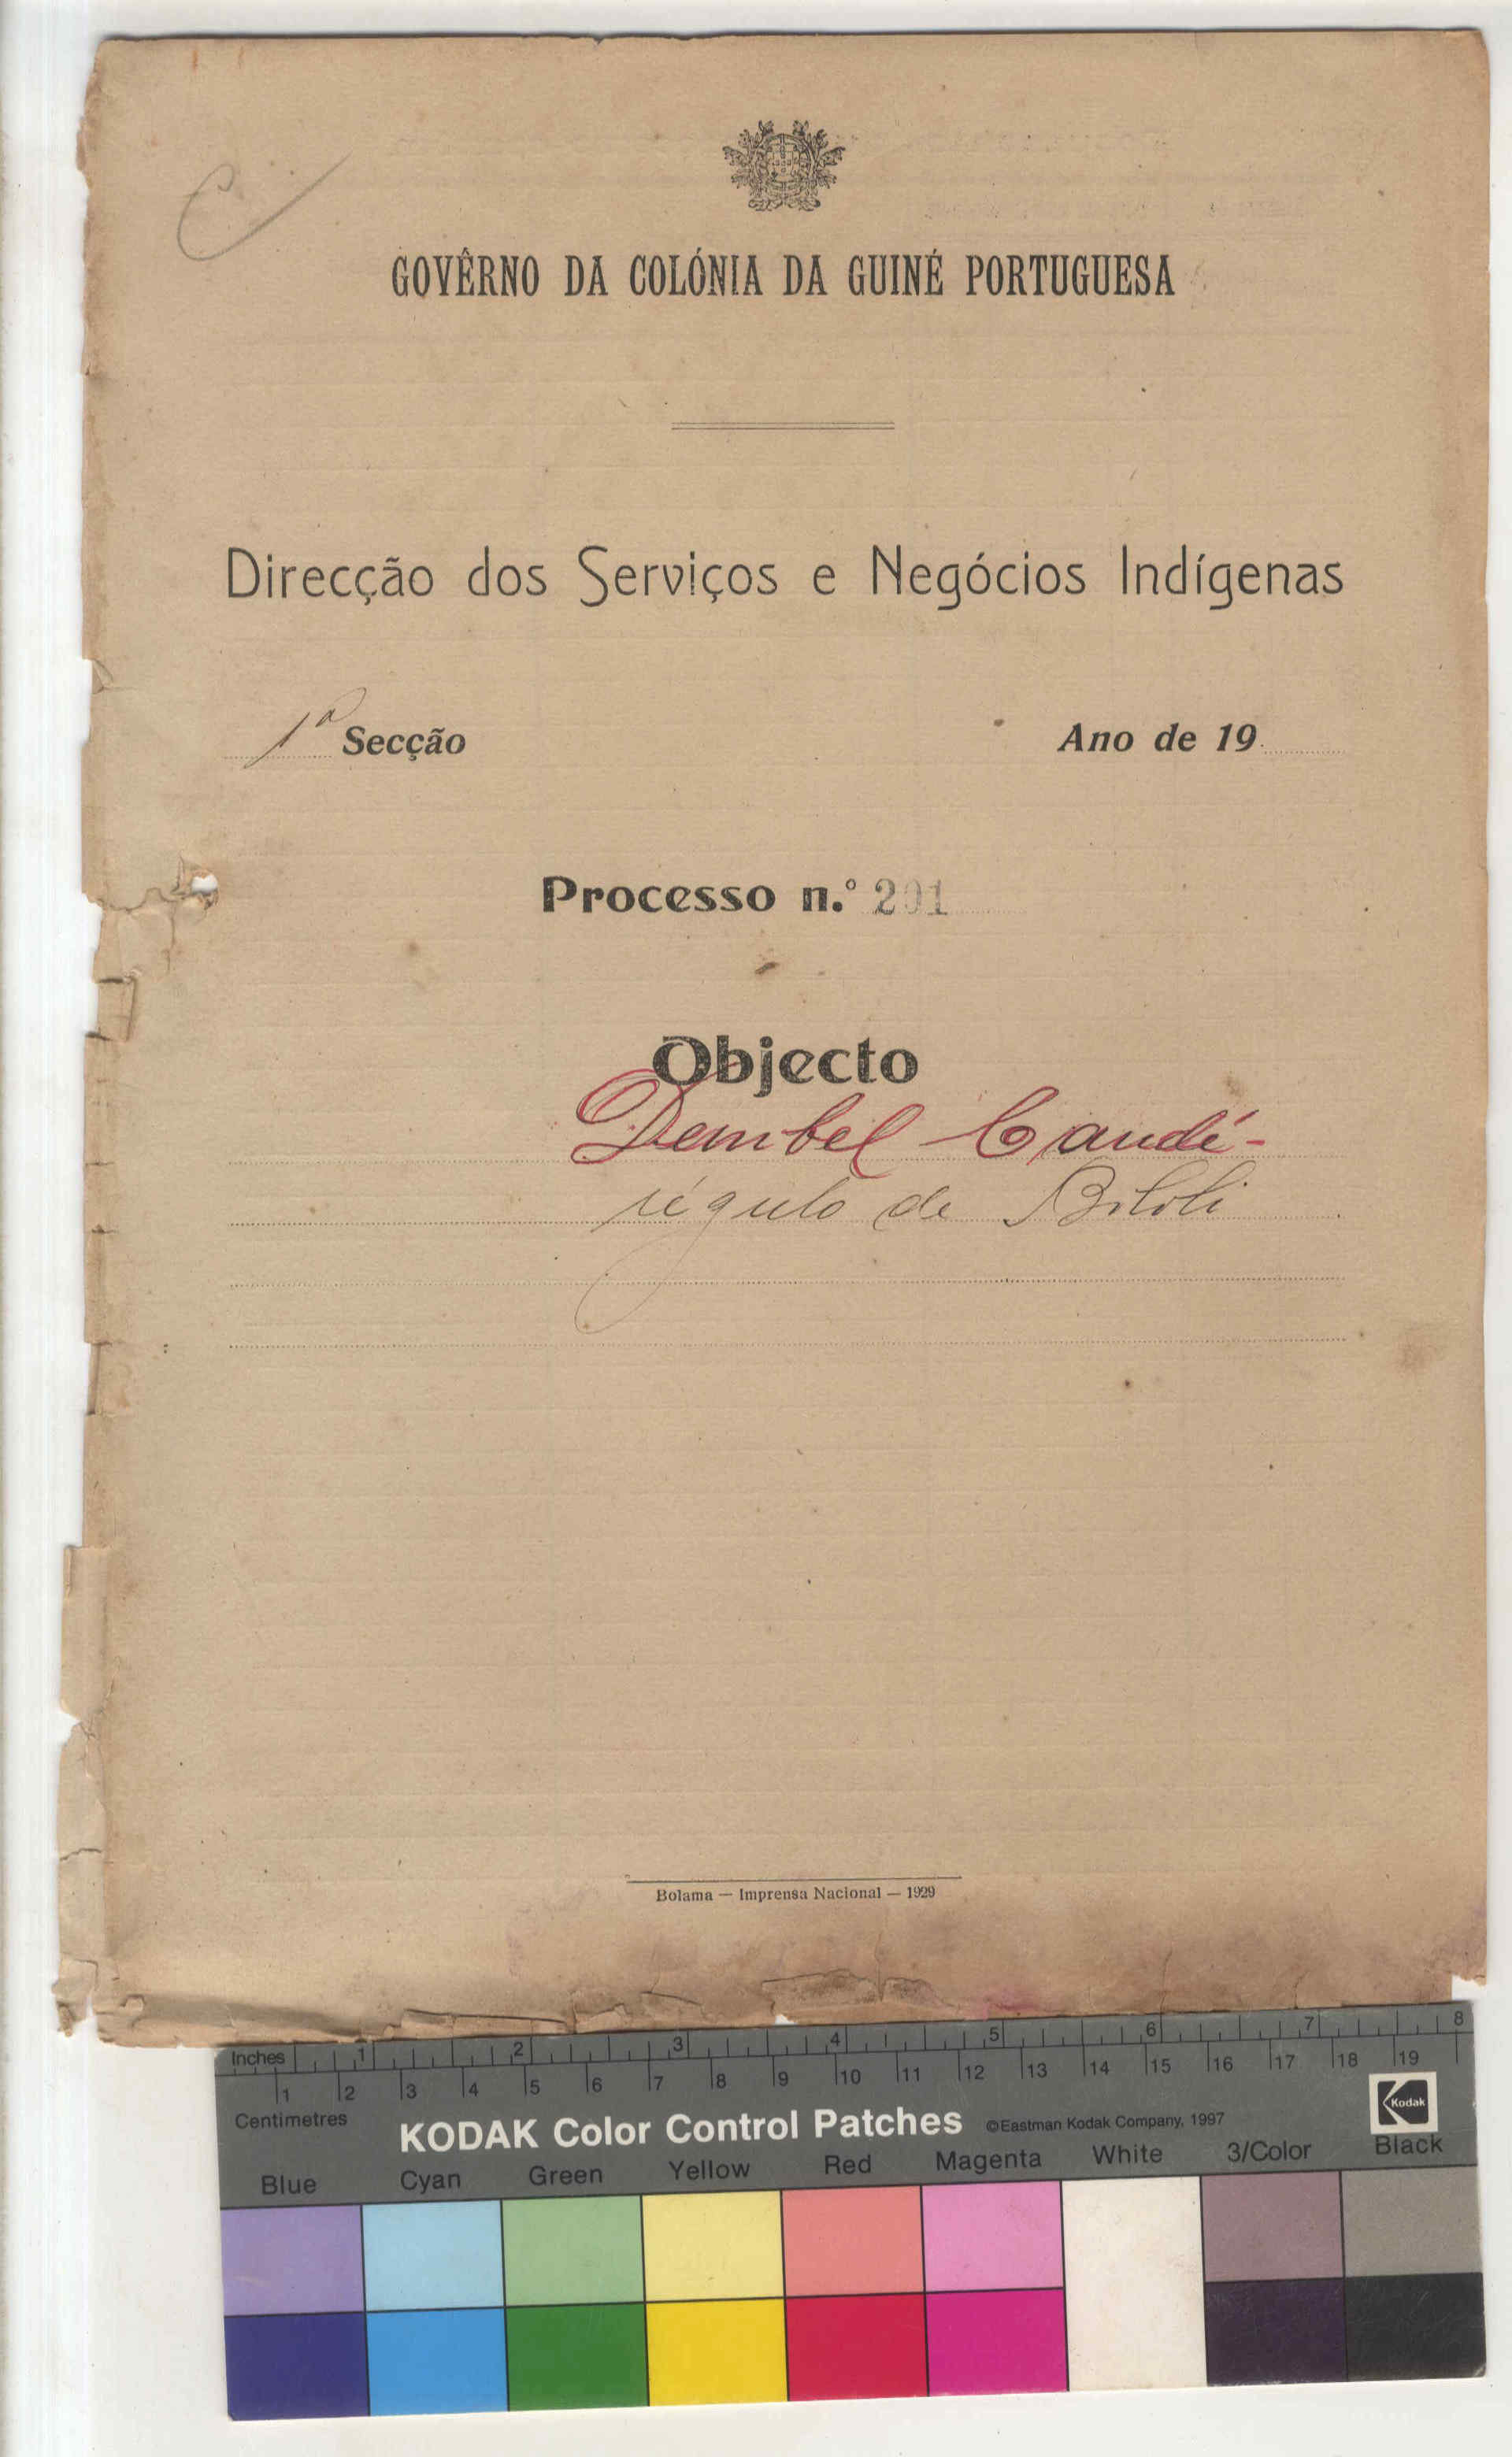 C
GOVÊRNO DA COLÓNIA DA GUINÉ PORTUGUESA
Direcção dos Serviços e Negócios Indígenas
1ª Secção Ano de 19
Processo n.º 201
Objecto
Dembel Candé-
régulo de Bololi
Bolama — Imprensa Nacional — 1929
Inches 1 2 3 4 5 6 7 8
1 2 3 4 5 6 7 8 9 10 11 12 13 14 15 16 17 18 19
Centimetres
KODAK Color Control Patches ©Eastman Kodak Company, 1997 Kodak
Blue Cyan Green Yellow Red Magenta White 3/Color Black